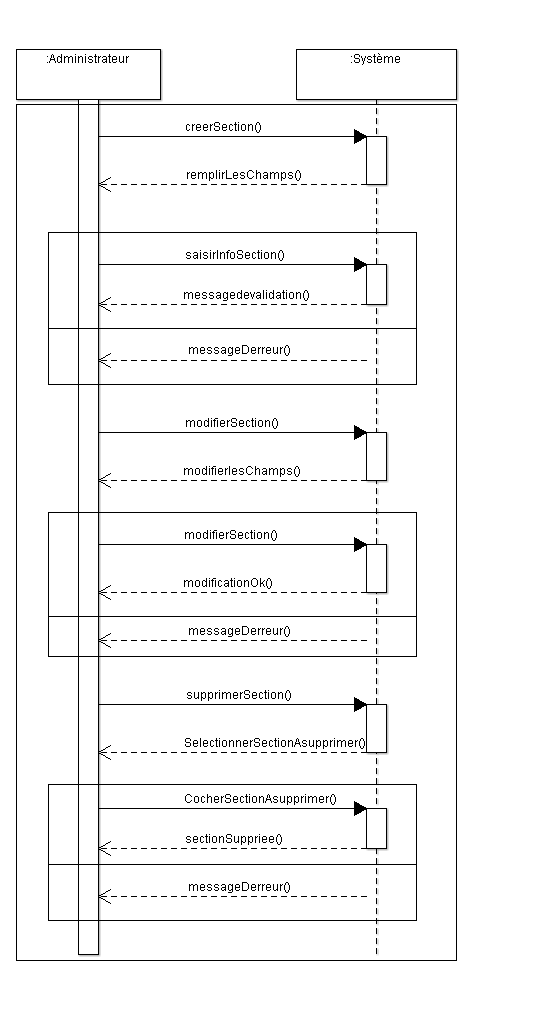 :Administrateur
:Système
creerSection()
remplirLesChamps()
saisirInfoSection()
messagedevalidation()
messageDerreur()
modifierSection()
modifierlesChamps()
modifierSection()
modificationOk()
messageDerreur()
supprimerSection()
SelectionnerSectionAsupprimer()
CocherSectionAsupprimer()
sectionSuppriee()
messageDerreur()